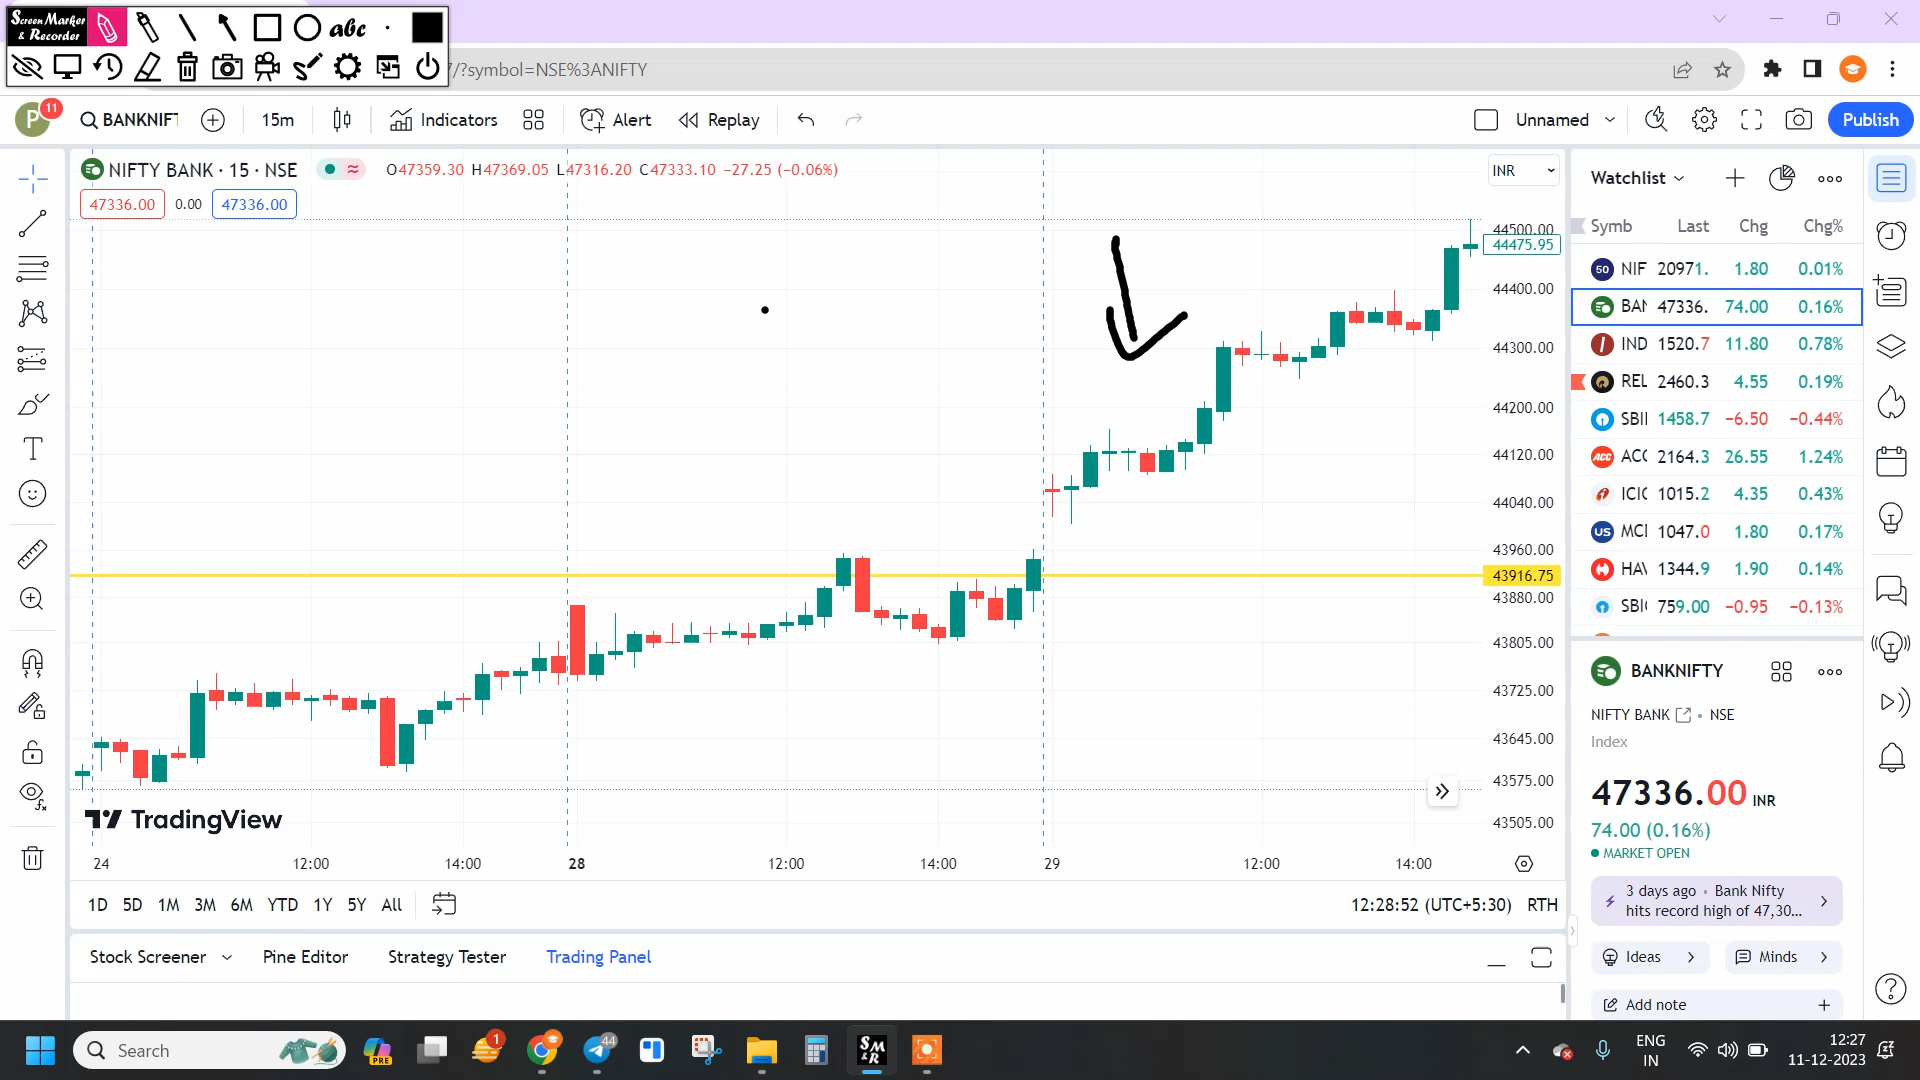 Screen Marker
& Recorder
abc
7/?symbol=NSE%3ANIFTY
P 11 BANKNIFT 15m Indicators Alert Replay Unnamed Publish
NIFTY BANK · 15 · NSE O47359.30 H47369.05 L47316.20 C47333.10 −27.25 (−0.06%)
47336.00 0.00 47336.00
INR
44500.00
44475.95
44400.00
44300.00
44200.00
44120.00
44040.00
43960.00
43916.75
43880.00
43805.00
43725.00
43645.00
43575.00
43505.00
TradingView
24 12:00 14:00 28 12:00 14:00 29 12:00 14:00
1D 5D 1M 3M 6M YTD 1Y 5Y All 12:28:52 (UTC+5:30) RTH
Stock Screener Pine Editor Strategy Tester Trading Panel
Watchlist
Symb Last Chg Chg%
50 NIF 20971. 1.80 0.01%
BAN 47336. 74.00 0.16%
IND 1520.7 11.80 0.78%
REL 2460.3 4.55 0.19%
SBI 1458.7 −6.50 −0.44%
ACC ACC 2164.3 26.55 1.24%
ICIC 1015.2 4.35 0.43%
US MCD 1047.0 1.80 0.17%
HAV 1344.9 1.90 0.14%
SBI 759.00 −0.95 −0.13%
BANKNIFTY
NIFTY BANK • NSE
Index
47336.00 INR
74.00 (0.16%)
MARKET OPEN
3 days ago • Bank Nifty
hits record high of 47,30...
Ideas Minds
Add note
Search PRE 1 44 SM&R ENG 12:27
IN 11-12-2023